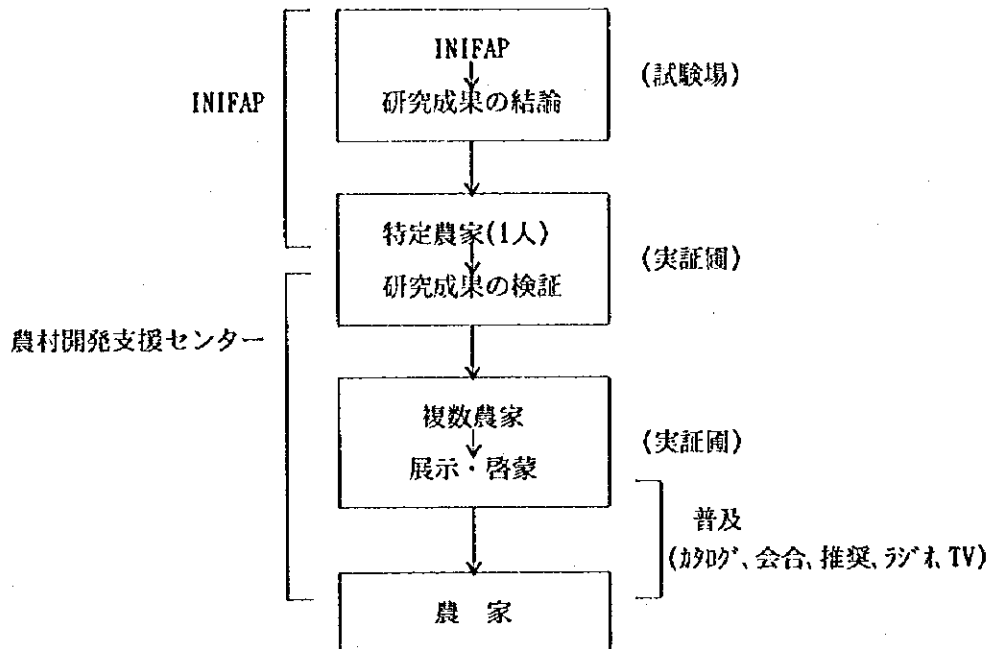 INIFAP
研究成果の結論
(試験場)
INIFAP
特定農家(1人)
研究成果の検証
(実証圃)
農村開発支援センター
複数農家
展示・啓蒙
(実証圃)
普及
(カタログ、会合、推奨、ラジオ、TV)
農 家